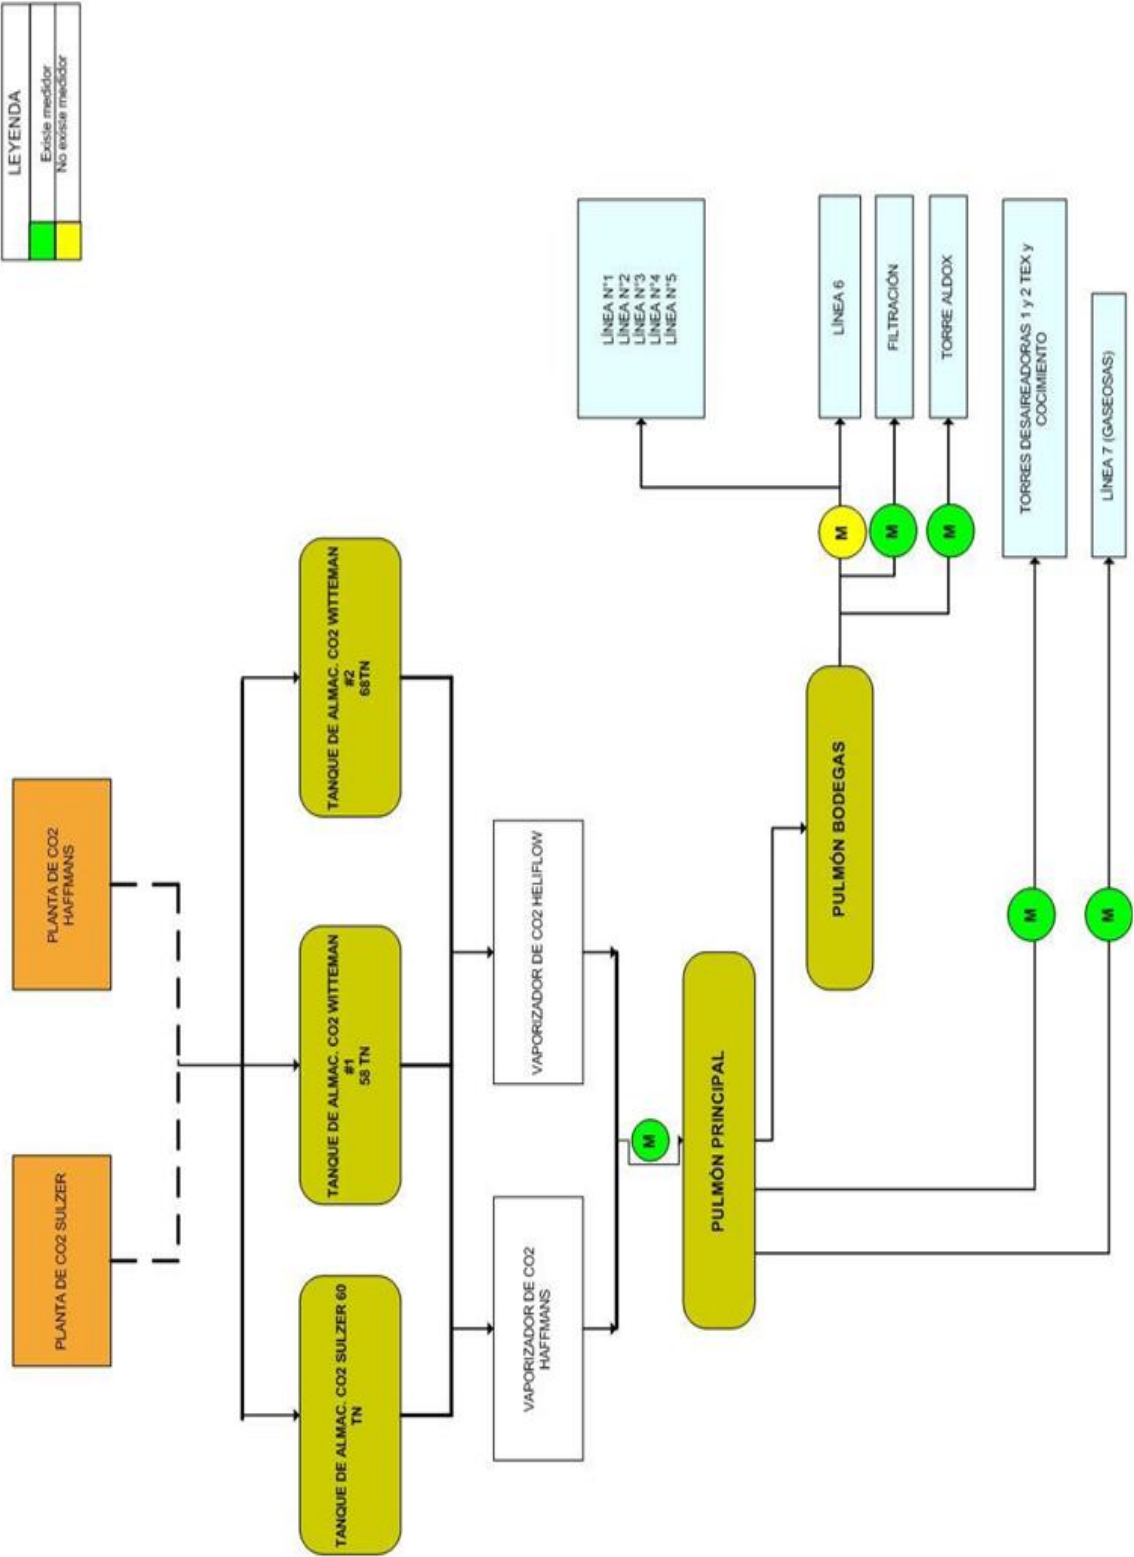 LEYENDA
Existe medidor
No existe medidor
PLANTA DE CO2 SULZER
PLANTA DE CO2
HAFFMANS
TANQUE DE ALMAC. CO2 SULZER 60
TN
TANQUE DE ALMAC. CO2 WITTEMAN
#1
58 TN
TANQUE DE ALMAC. CO2 WITTEMAN
#2
68TN
VAPORIZADOR DE CO2
HAFFMANS
VAPORIZADOR DE CO2 HELIFLOW
M
PULMÓN PRINCIPAL
PULMÓN BODEGAS
M
M
M
M
M
LÍNEA N°1
LÍNEA N°2
LÍNEA N°3
LÍNEA N°4
LÍNEA N°5
LÍNEA 6
FILTRACIÓN
TORRE ALDOX
TORRES DESAIREADORAS 1 y 2 TEX y
COCIMIENTO
LÍNEA 7 (GASEOSAS)